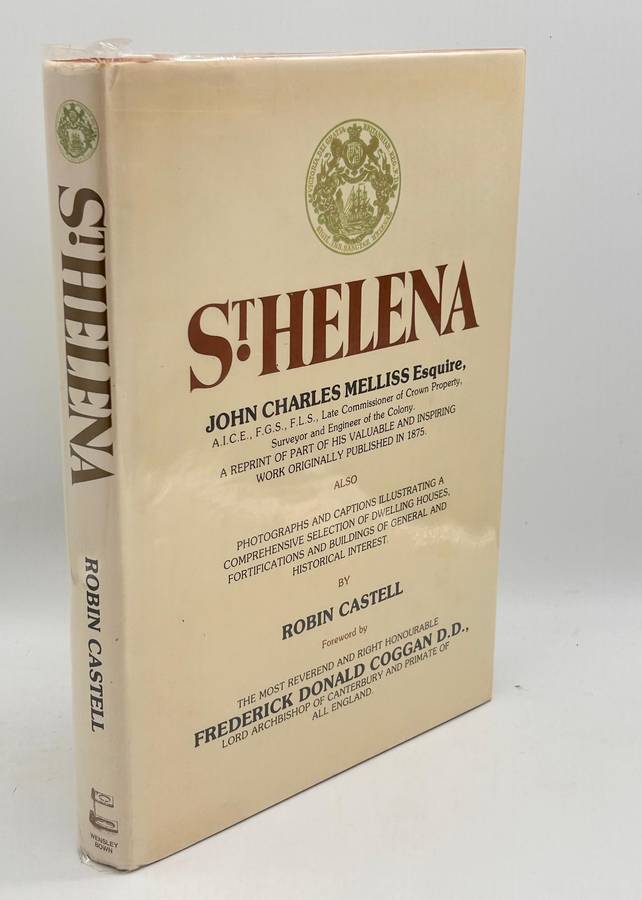 ST. HELENA
JOHN CHARLES MELLISS Esquire,
A.I.C.E., F.G.S., F.L.S., Late Commissioner of Crown Property,
Surveyor and Engineer of the Colony.
A REPRINT OF PART OF HIS VALUABLE AND INSPIRING
WORK ORIGINALLY PUBLISHED IN 1875.
ALSO
PHOTOGRAPHS AND CAPTIONS ILLUSTRATING A
COMPREHENSIVE SELECTION OF DWELLING HOUSES,
FORTIFICATIONS AND BUILDINGS OF GENERAL AND
HISTORICAL INTEREST.
BY
ROBIN CASTELL
Foreword by
THE MOST REVEREND AND RIGHT HONOURABLE
FREDERICK DONALD COGGAN D.D.,
LORD ARCHBISHOP OF CANTERBURY AND PRIMATE OF
ALL ENGLAND.
ST. HELENA
ROBIN CASTELL
WENSLEY
BOWN